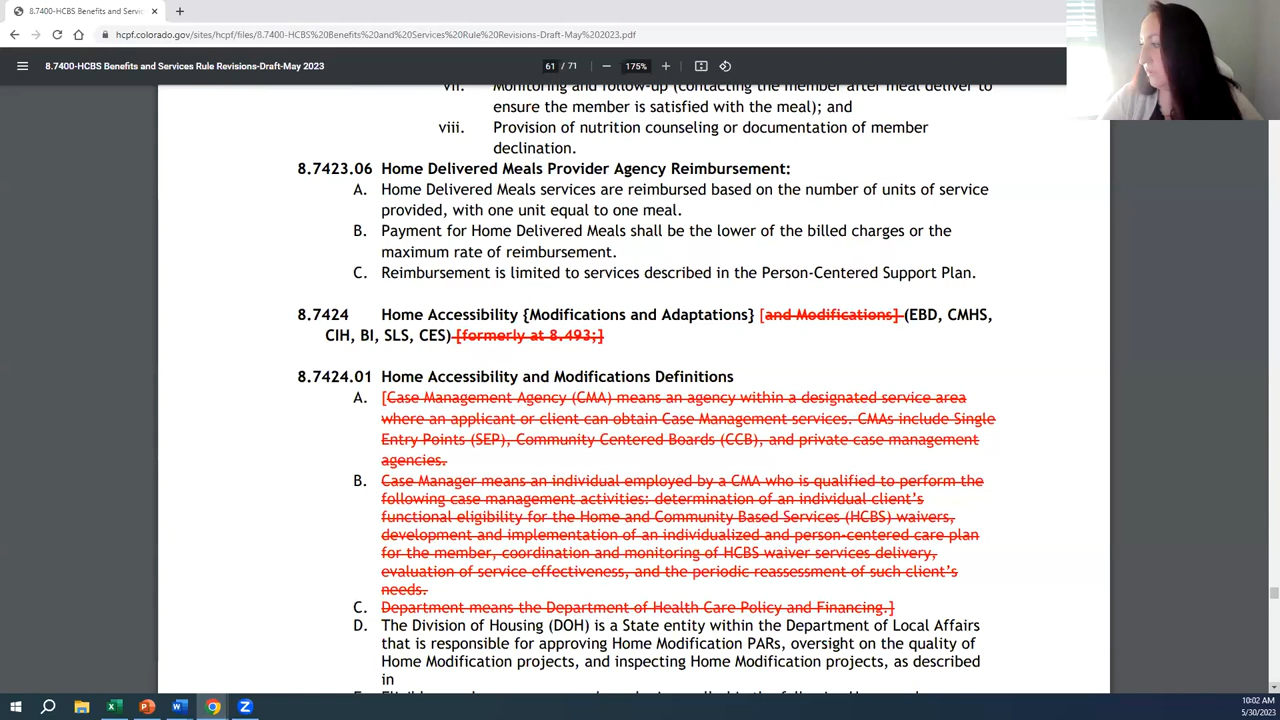 8.7400-HCBS Benefits and Servic
hcpf.colorado.gov/sites/hcpf/files/8.7400-HCBS%20Benefits%20and%20Services%20Rule%20Revisions-Draft-May%202023.pdf
8.7400-HCBS Benefits and Services Rule Revisions-Draft-May 2023
61 / 71
175%
vii. Monitoring and follow-up (contacting the member after meal deliver to
ensure the member is satisfied with the meal); and
viii. Provision of nutrition counseling or documentation of member
declination.
8.7423.06 Home Delivered Meals Provider Agency Reimbursement:
A. Home Delivered Meals services are reimbursed based on the number of units of service
provided, with one unit equal to one meal.
B. Payment for Home Delivered Meals shall be the lower of the billed charges or the
maximum rate of reimbursement.
C. Reimbursement is limited to services described in the Person-Centered Support Plan.
8.7424 Home Accessibility {Modifications and Adaptations} [and Modifications] (EBD, CMHS,
CIH, BI, SLS, CES) [formerly at 8.493;]
8.7424.01 Home Accessibility and Modifications Definitions
A. [Case Management Agency (CMA) means an agency within a designated service area
where an applicant or client can obtain Case Management services. CMAs include Single
Entry Points (SEP), Community Centered Boards (CCB), and private case management
agencies.
B. Case Manager means an individual employed by a CMA who is qualified to perform the
following case management activities: determination of an individual client's
functional eligibility for the Home and Community Based Services (HCBS) waivers,
development and implementation of an individualized and person-centered care plan
for the member, coordination and monitoring of HCBS waiver services delivery,
evaluation of service effectiveness, and the periodic reassessment of such client's
needs.
C. Department means the Department of Health Care Policy and Financing.]
D. The Division of Housing (DOH) is a State entity within the Department of Local Affairs
that is responsible for approving Home Modification PARs, oversight on the quality of
Home Modification projects, and inspecting Home Modification projects, as described
in
10:02 AM
5/30/2023